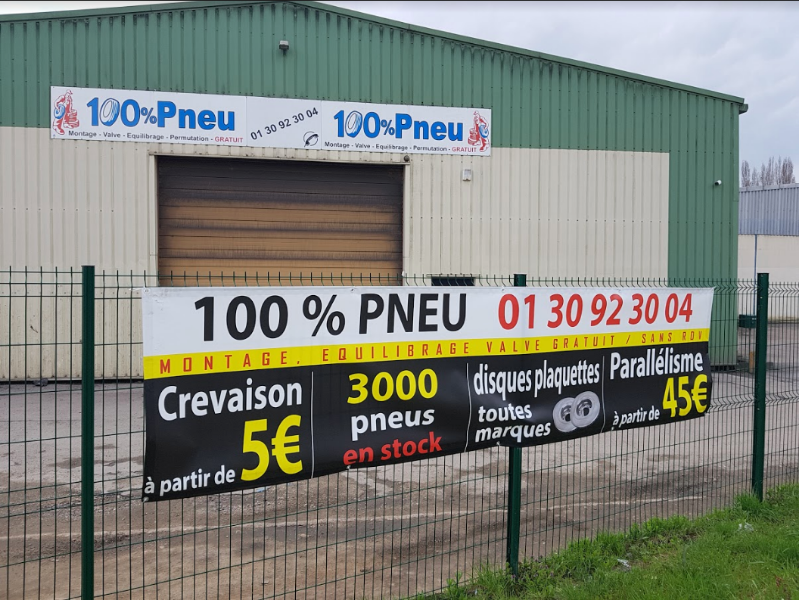 100%Pneu
Montage - Valve - Equilibrage - Permutation - GRATUIT
01 30 92 30 04
100%Pneu
Montage - Valve - Equilibrage - Permutation - GRATUIT
100 % PNEU 01 30 92 30 04
MONTAGE, EQUILIBRAGE VALVE GRATUIT / SANS RDV
Crevaison
à partir de 5€
3000
pneus
en stock
disques plaquettes
toutes
marques
Parallélisme
à partir de 45€